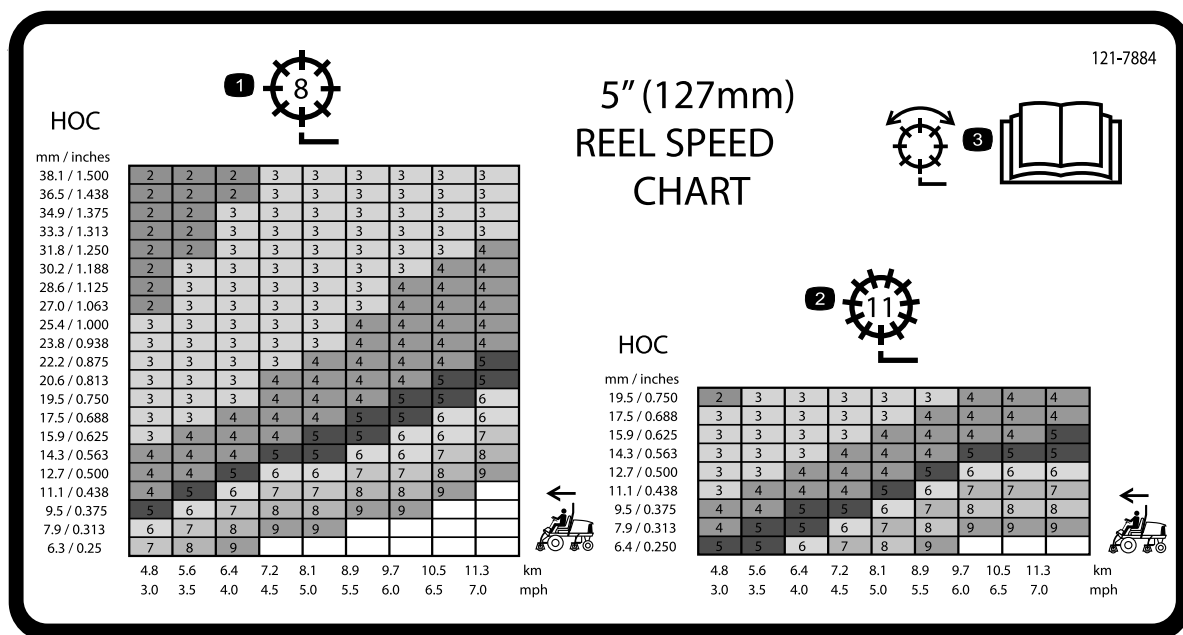 121-7884
1
8
5" (127mm)
REEL SPEED
CHART
3
HOC
mm / inches
38.1 / 1.500 2 2 2 3 3 3 3 3 3
36.5 / 1.438 2 2 2 3 3 3 3 3 3
34.9 / 1.375 2 2 3 3 3 3 3 3 3
33.3 / 1.313 2 2 3 3 3 3 3 3 3
31.8 / 1.250 2 2 3 3 3 3 3 3 4
30.2 / 1.188 2 3 3 3 3 3 3 4 4
28.6 / 1.125 2 3 3 3 3 3 4 4 4
27.0 / 1.063 2 3 3 3 3 3 4 4 4
25.4 / 1.000 3 3 3 3 3 4 4 4 4
23.8 / 0.938 3 3 3 3 3 4 4 4 4
22.2 / 0.875 3 3 3 3 4 4 4 4 5
20.6 / 0.813 3 3 3 4 4 4 4 5 5
19.5 / 0.750 3 3 3 4 4 4 5 5 6
17.5 / 0.688 3 3 4 4 4 5 5 6 6
15.9 / 0.625 3 4 4 4 5 5 6 6 7
14.3 / 0.563 4 4 4 5 5 6 6 7 8
12.7 / 0.500 4 4 5 6 6 7 7 8 9
11.1 / 0.438 4 5 6 7 7 8 8 9
9.5 / 0.375 5 6 7 8 8 9 9
7.9 / 0.313 6 7 8 9 9
6.3 / 0.25 7 8 9
4.8 5.6 6.4 7.2 8.1 8.9 9.7 10.5 11.3 km
3.0 3.5 4.0 4.5 5.0 5.5 6.0 6.5 7.0 mph
2
11
HOC
mm / inches
19.5 / 0.750 2 3 3 3 3 3 4 4 4
17.5 / 0.688 3 3 3 3 3 4 4 4 4
15.9 / 0.625 3 3 3 3 4 4 4 4 5
14.3 / 0.563 3 3 3 4 4 4 5 5 5
12.7 / 0.500 3 3 4 4 4 5 6 6 6
11.1 / 0.438 3 4 4 4 5 6 7 7 7
9.5 / 0.375 4 4 5 5 6 7 8 8 8
7.9 / 0.313 4 5 5 6 7 8 9 9 9
6.4 / 0.250 5 5 6 7 8 9
4.8 5.6 6.4 7.2 8.1 8.9 9.7 10.5 11.3 km
3.0 3.5 4.0 4.5 5.0 5.5 6.0 6.5 7.0 mph